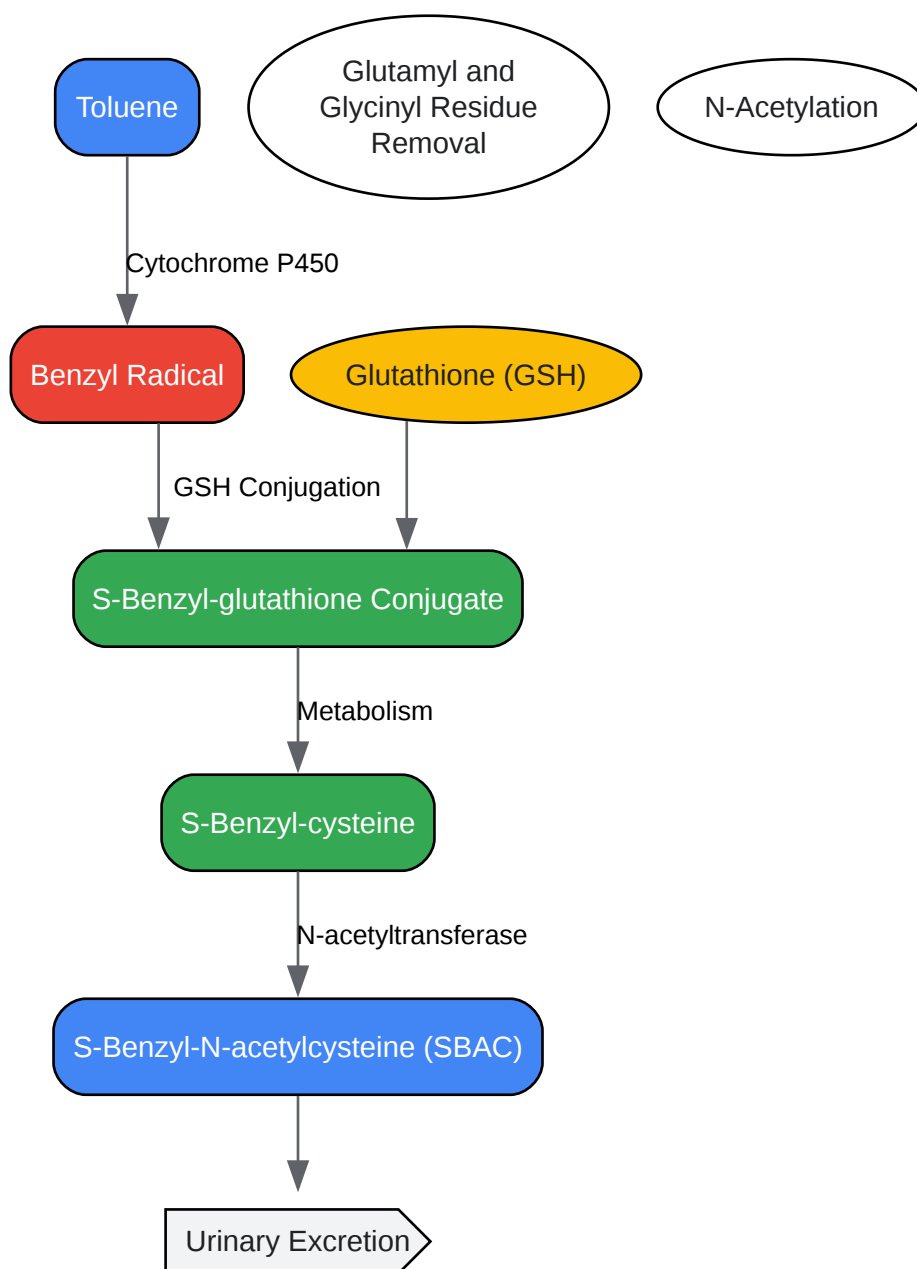 Toluene
Glutamyl and
Glycinyl Residue
Removal
N-Acetylation
Cytochrome P450
Benzyl Radical
Glutathione (GSH)
GSH Conjugation
S-Benzyl-glutathione Conjugate
Metabolism
S-Benzyl-cysteine
N-acetyltransferase
S-Benzyl-N-acetylcysteine (SBAC)
Urinary Excretion